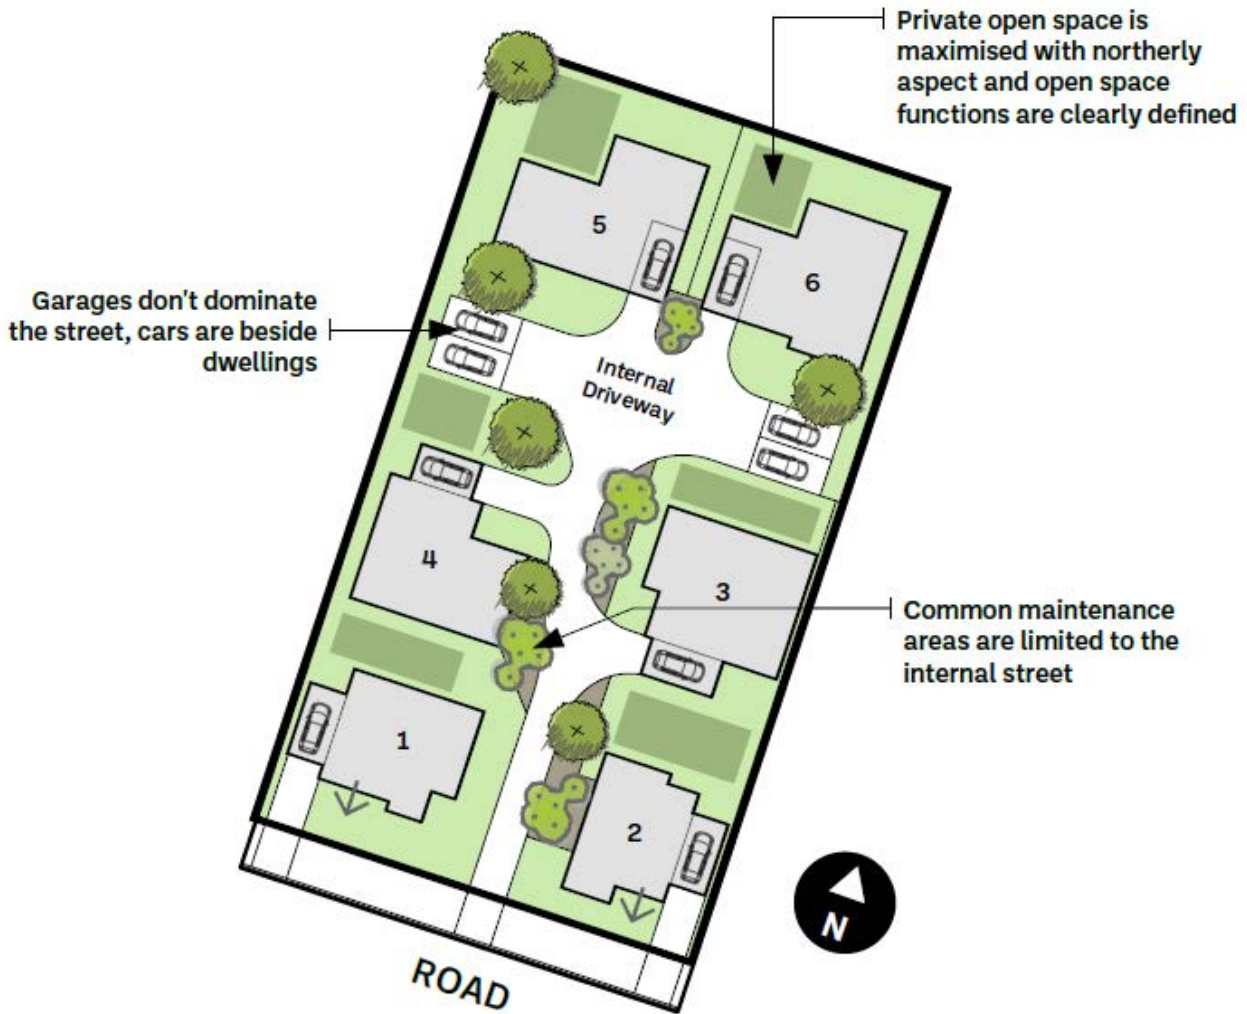 Private open space is
maximised with northerly
aspect and open space
functions are clearly defined
5
6
Garages don't dominate
the street, cars are beside
dwellings
Internal
Driveway
4
3
Common maintenance
areas are limited to the
internal street
1
2
N
ROAD